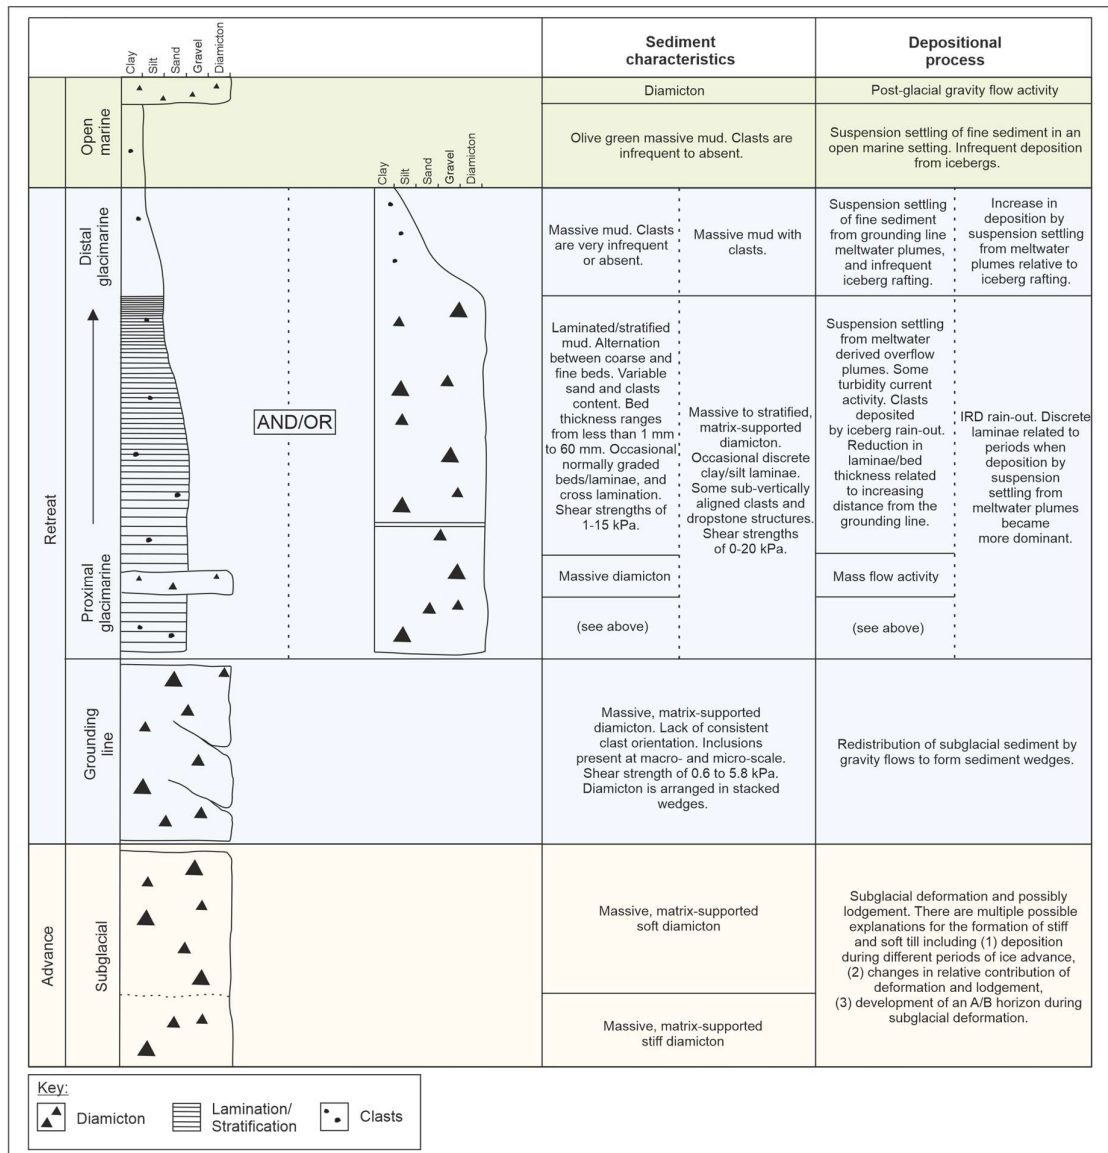 Sediment
characteristics
Depositional
process
Clay
Silt
Sand
Gravel
Diamicton
Open
marine
Diamicton
Post-glacial gravity flow activity
Olive green massive mud. Clasts are
infrequent to absent.
Suspension settling of fine sediment in an
open marine setting. Infrequent deposition
from icebergs.
Clay
Silt
Sand
Gravel
Diamicton
Retreat
Distal
glacimarine
Massive mud. Clasts
are very infrequent
or absent.
Massive mud with
clasts.
Suspension settling
of fine sediment
from grounding line
meltwater plumes,
and infrequent
iceberg rafting.
Increase in
deposition by
suspension settling
from meltwater
plumes relative to
iceberg rafting.
Proximal
glacimarine
AND/OR
Laminated/stratified
mud. Alternation
between coarse and
fine beds. Variable
sand and clasts
content. Bed
thickness ranges
from less than 1 mm
to 60 mm. Occasional
normally graded
beds/laminae, and
cross lamination.
Shear strengths of
1-15 kPa.
Massive to stratified,
matrix-supported
diamicton.
Occasional discrete
clay/silt laminae.
Some sub-vertically
aligned clasts and
dropstone structures.
Shear strengths
of 0-20 kPa.
Suspension settling
from meltwater
derived overflow
plumes. Some
turbidity current
activity. Clasts
deposited
by iceberg rain-out.
Reduction in
laminae/bed
thickness related
to increasing
distance from the
grounding line.
IRD rain-out. Discrete
laminae related to
periods when
deposition by
suspension
settling from
meltwater plumes
became
more dominant.
Massive diamicton
Mass flow activity
(see above)
(see above)
Grounding
line
Massive, matrix-supported
diamicton. Lack of consistent
clast orientation. Inclusions
present at macro- and micro-scale.
Shear strength of 0.6 to 5.8 kPa.
Diamicton is arranged in stacked
wedges.
Redistribution of subglacial sediment by
gravity flows to form sediment wedges.
Advance
Subglacial
Massive, matrix-supported
soft diamicton
Massive, matrix-supported
stiff diamicton
Subglacial deformation and possibly
lodgement. There are multiple possible
explanations for the formation of stiff
and soft till including (1) deposition
during different periods of ice advance,
(2) changes in relative contribution of
deformation and lodgement,
(3) development of an A/B horizon during
subglacial deformation.
Key:
Diamicton
Lamination/
Stratification
Clasts